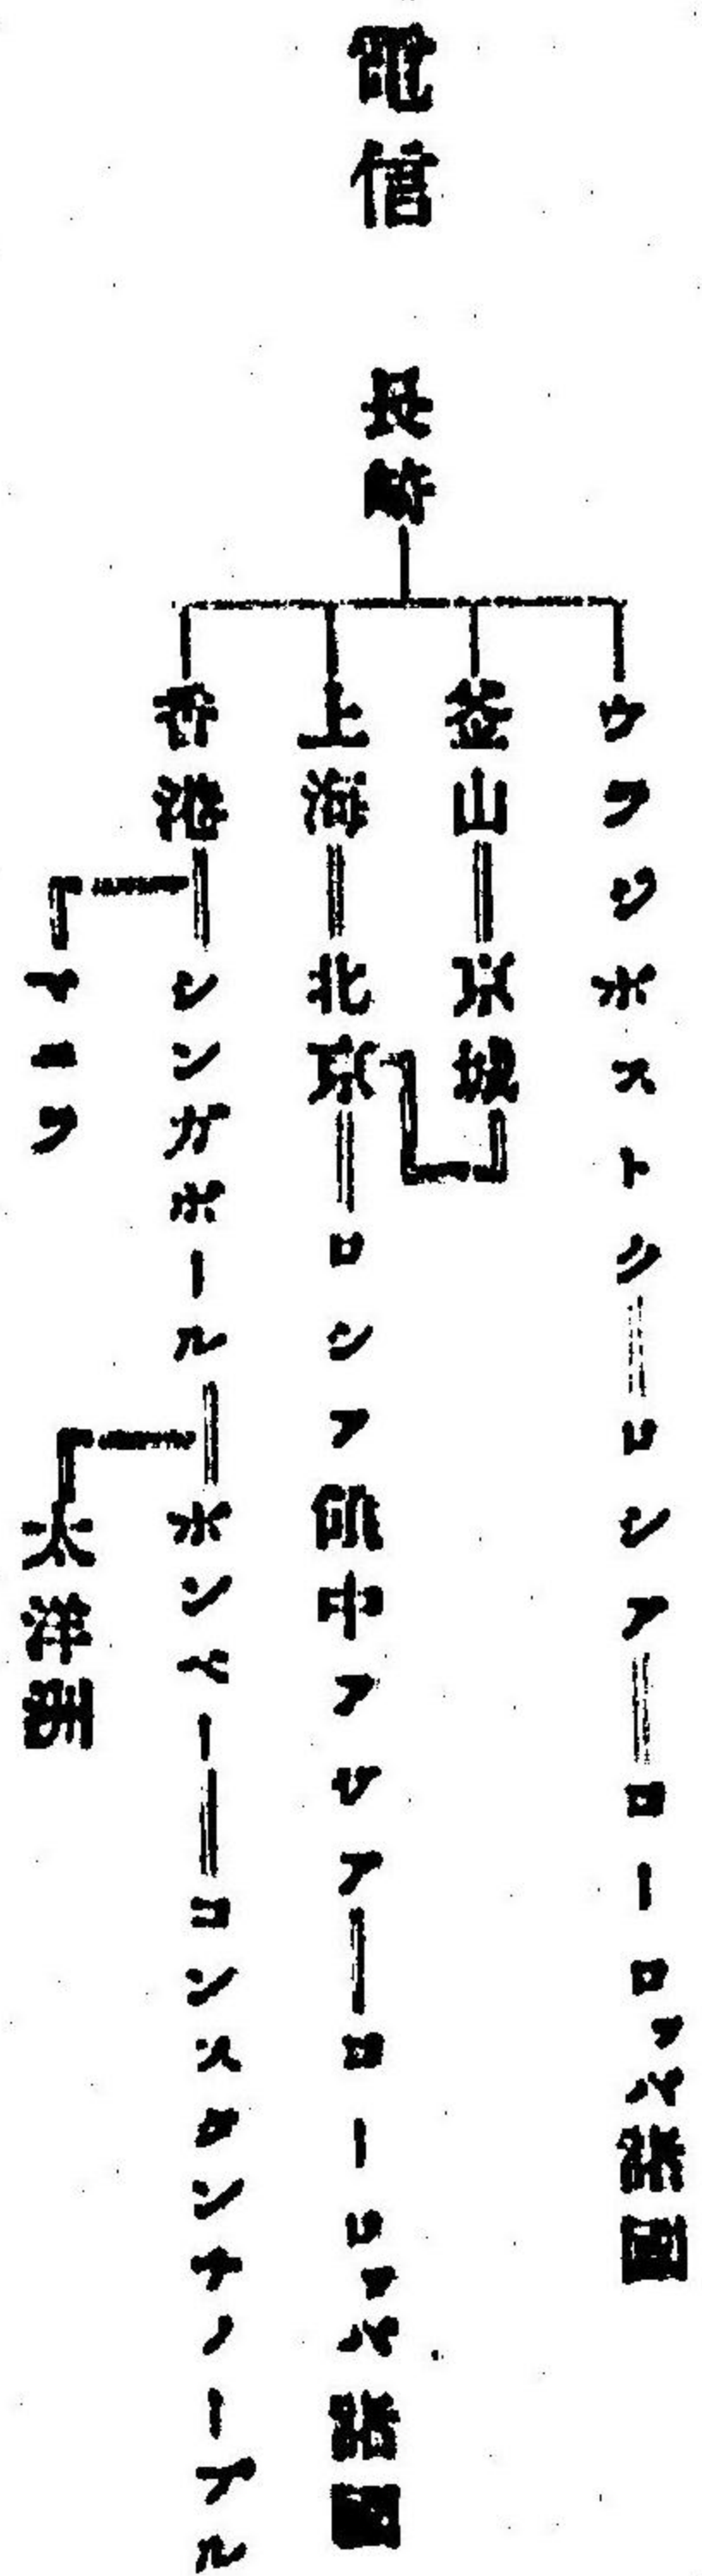 電信
長崎
ウラジボストク══ロシア══ヨーロッパ諸國
釜山══京城
上海══北京══ロシア領中アジア══ヨーロッパ諸國
香港══シンガポール══ボンベー══コンスタンチノープル
マニラ
太洋洲